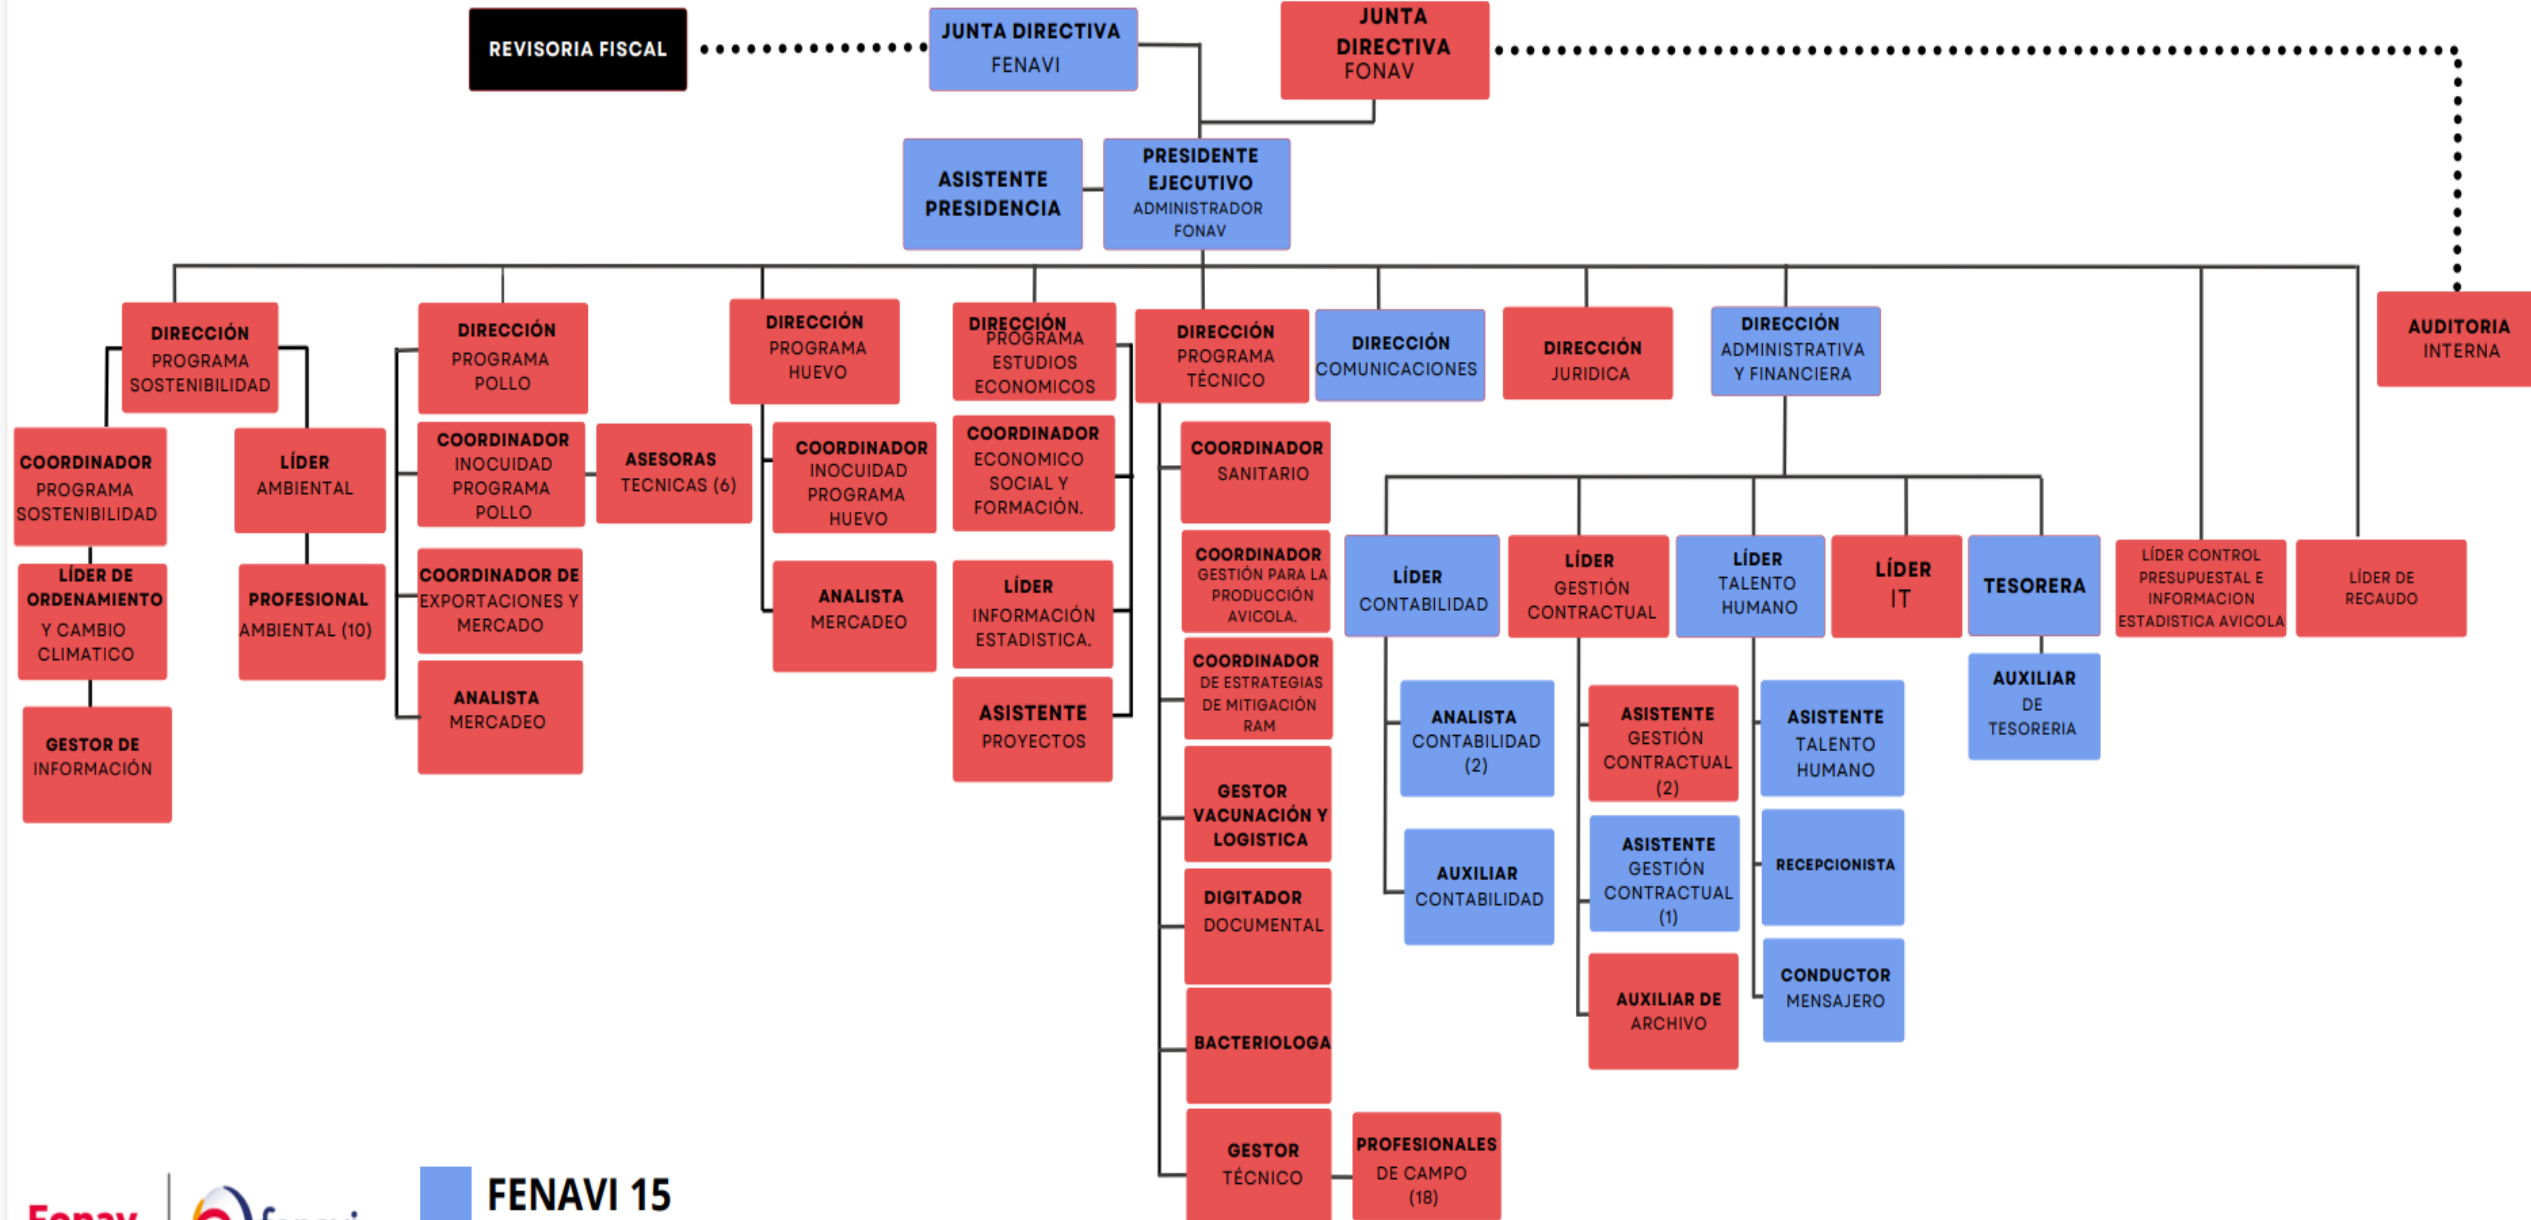 REVISORIA FISCAL
JUNTA DIRECTIVA
FENAVI
JUNTA
DIRECTIVA
FONAV
ASISTENTE
PRESIDENCIA
PRESIDENTE
EJECUTIVO
ADMINISTRADOR
FONAV
DIRECCIÓN
PROGRAMA
SOSTENIBILIDAD
DIRECCIÓN
PROGRAMA
POLLO
DIRECCIÓN
PROGRAMA
HUEVO
DIRECCIÓN
PROGRAMA
ESTUDIOS
ECONOMICOS
DIRECCIÓN
PROGRAMA
TÉCNICO
DIRECCIÓN
COMUNICACIONES
DIRECCIÓN
JURIDICA
DIRECCIÓN
ADMINISTRATIVA
Y FINANCIERA
AUDITORIA
INTERNA
COORDINADOR
PROGRAMA
SOSTENIBILIDAD
LÍDER
AMBIENTAL
LÍDER DE
ORDENAMIENTO
Y CAMBIO
CLIMATICO
PROFESIONAL
AMBIENTAL (10)
GESTOR DE
INFORMACIÓN
COORDINADOR
INOCUIDAD
PROGRAMA
POLLO
ASESORAS
TECNICAS (6)
COORDINADOR DE
EXPORTACIONES Y
MERCADO
ANALISTA
MERCADEO
COORDINADOR
INOCUIDAD
PROGRAMA
HUEVO
ANALISTA
MERCADEO
COORDINADOR
ECONOMICO
SOCIAL Y
FORMACIÓN.
LÍDER
INFORMACIÓN
ESTADISTICA.
ASISTENTE
PROYECTOS
COORDINADOR
SANITARIO
COORDINADOR
GESTIÓN PARA LA
PRODUCCIÓN
AVICOLA.
COORDINADOR
DE ESTRATEGIAS
DE MITIGACIÓN
RAM
GESTOR
VACUNACIÓN Y
LOGISTICA
DIGITADOR
DOCUMENTAL
BACTERIOLOGA
GESTOR
TÉCNICO
PROFESIONALES
DE CAMPO
(18)
LÍDER
CONTABILIDAD
LÍDER
GESTIÓN
CONTRACTUAL
LÍDER
TALENTO
HUMANO
LÍDER
IT
TESORERA
LÍDER CONTROL
PRESUPUESTAL E
INFORMACION
ESTADISTICA AVICOLA
LÍDER DE
RECAUDO
ANALISTA
CONTABILIDAD
(2)
AUXILIAR
CONTABILIDAD
ASISTENTE
GESTIÓN
CONTRACTUAL
(2)
ASISTENTE
GESTIÓN
CONTRACTUAL
(1)
AUXILIAR DE
ARCHIVO
ASISTENTE
TALENTO
HUMANO
RECEPCIONISTA
CONDUCTOR
MENSAJERO
AUXILIAR
DE
TESORERIA
Fonav
fenavi
FENAVI 15